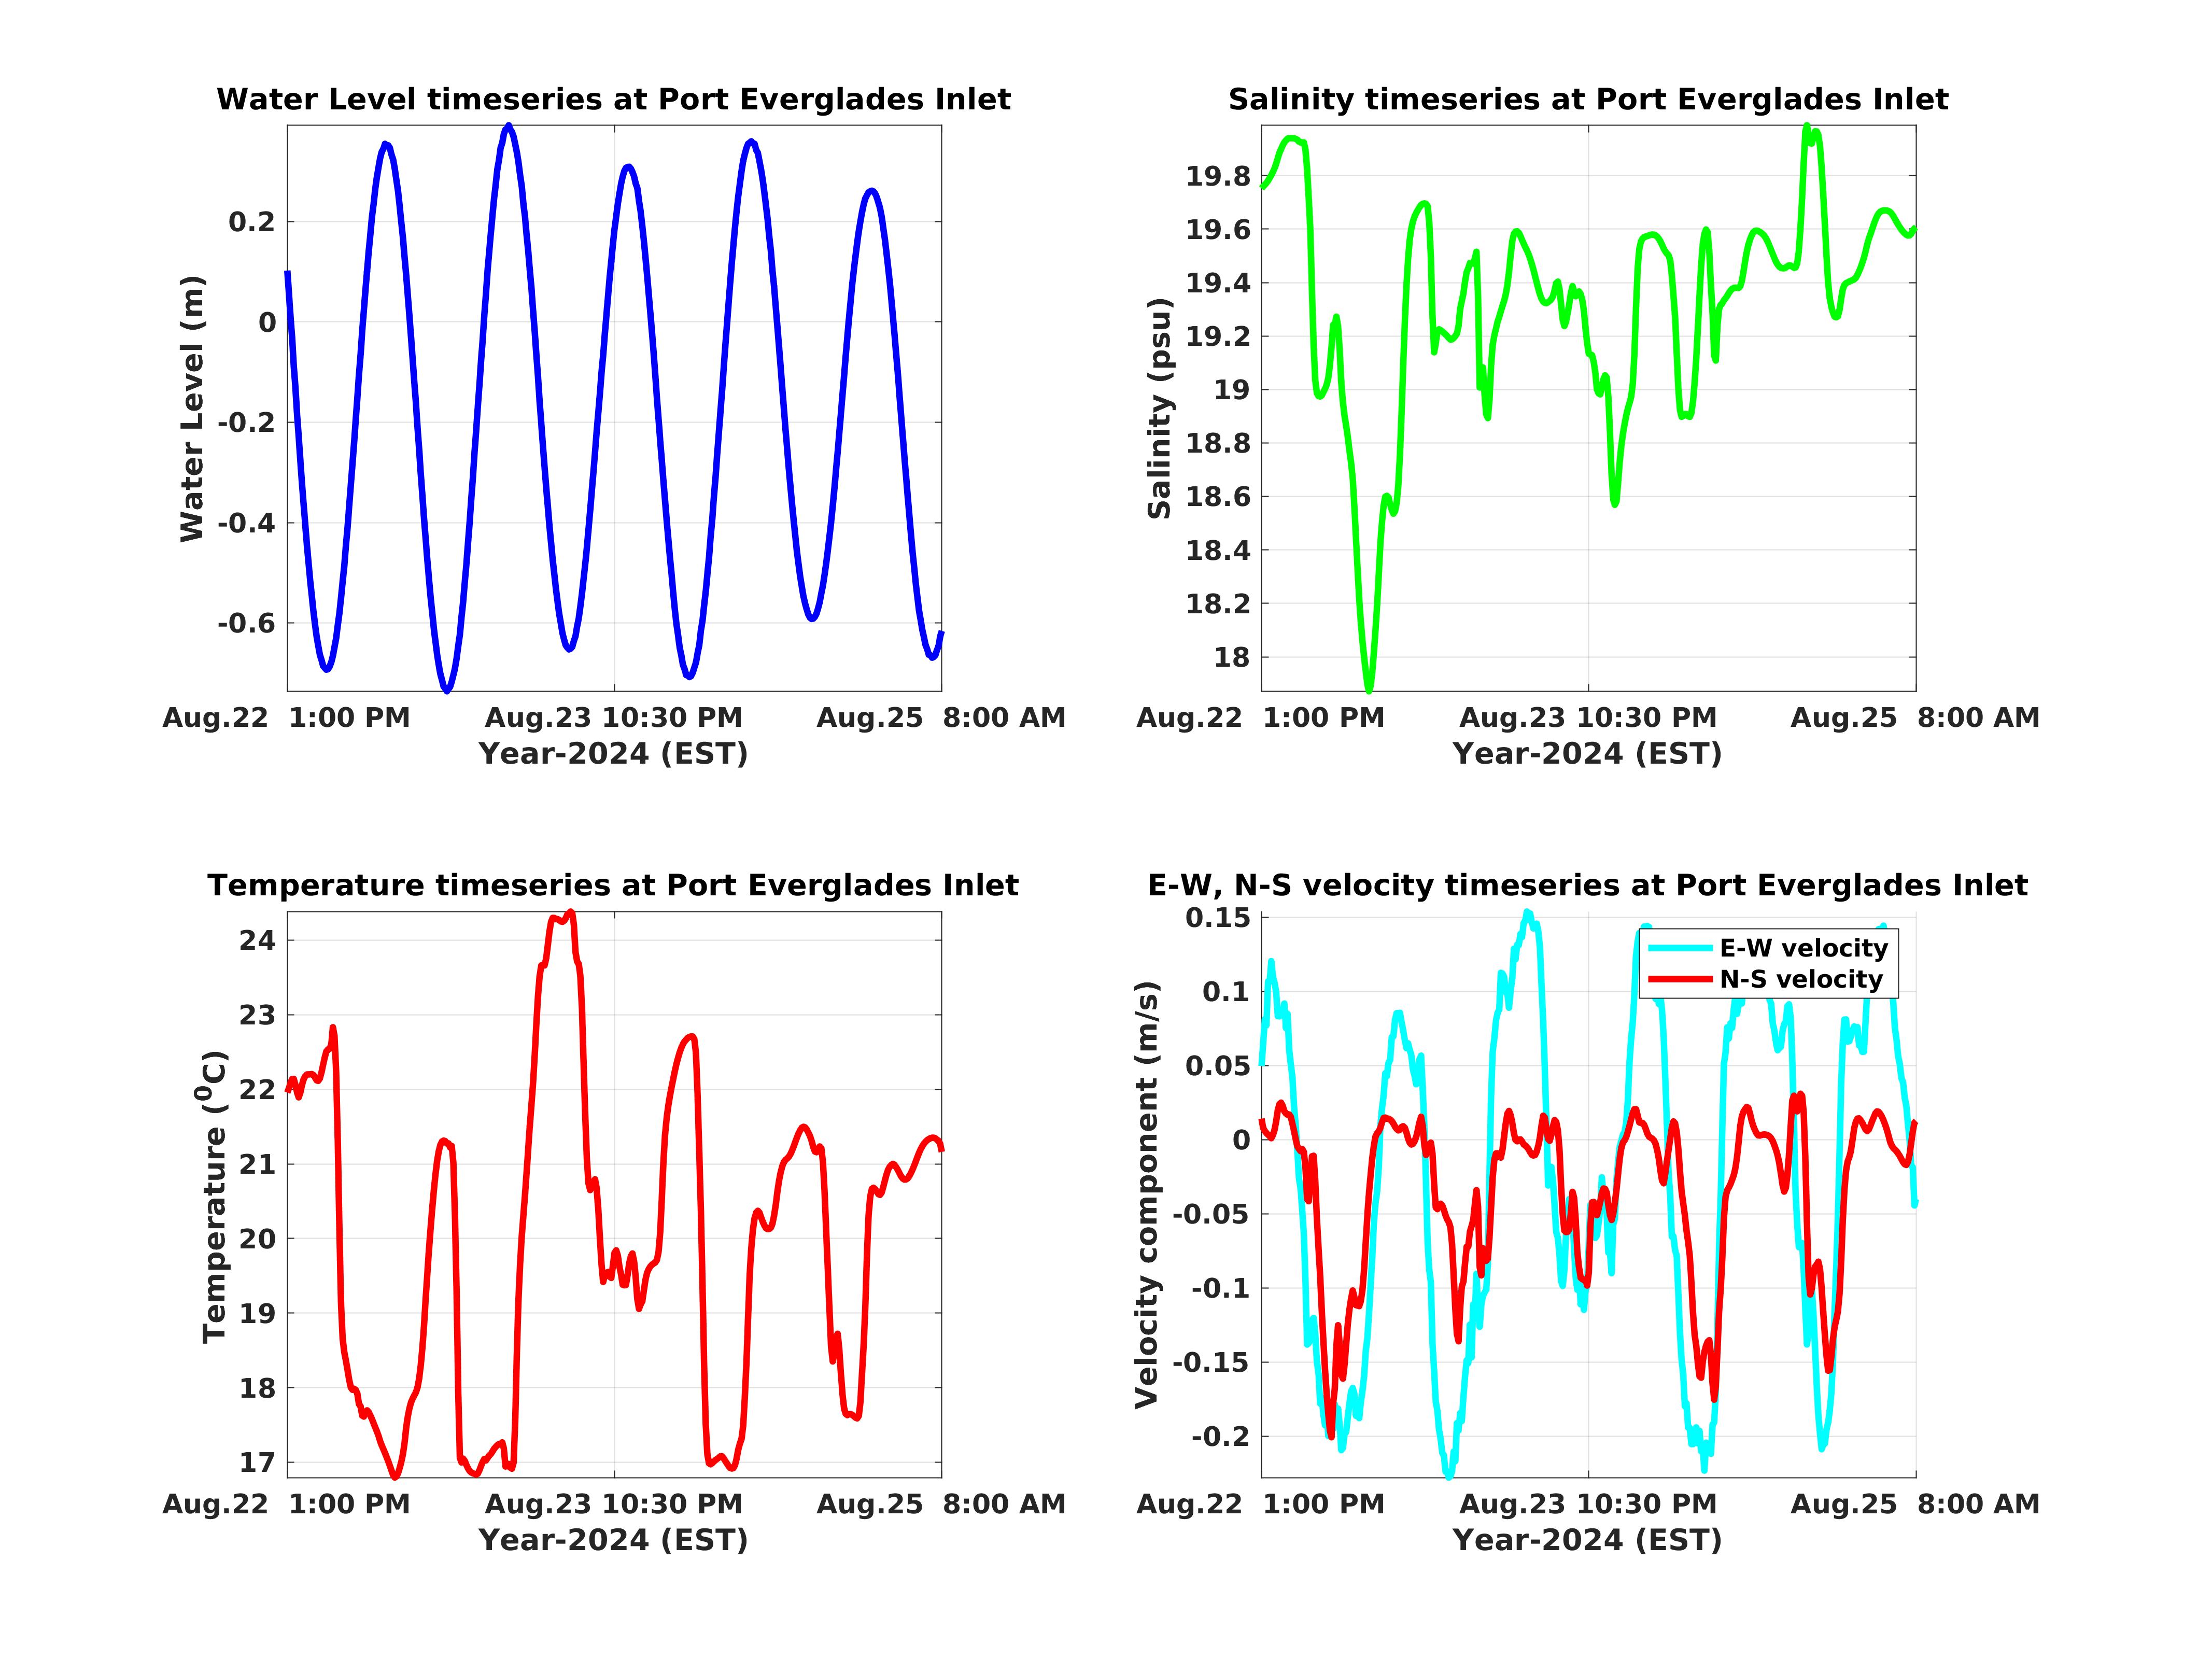 Water Level timeseries at Port Everglades Inlet
Water Level (m)
0.2
0
-0.2
-0.4
-0.6
Aug.22 1:00 PM
Aug.23 10:30 PM
Aug.25 8:00 AM
Year-2024 (EST)
Salinity timeseries at Port Everglades Inlet
Salinity (psu)
19.8
19.6
19.4
19.2
19
18.8
18.6
18.4
18.2
18
Aug.22 1:00 PM
Aug.23 10:30 PM
Aug.25 8:00 AM
Year-2024 (EST)
Temperature timeseries at Port Everglades Inlet
Temperature (⁰C)
24
23
22
21
20
19
18
17
Aug.22 1:00 PM
Aug.23 10:30 PM
Aug.25 8:00 AM
Year-2024 (EST)
E-W, N-S velocity timeseries at Port Everglades Inlet
Velocity component (m/s)
0.15
0.1
0.05
0
-0.05
-0.1
-0.15
-0.2
E-W velocity
N-S velocity
Aug.22 1:00 PM
Aug.23 10:30 PM
Aug.25 8:00 AM
Year-2024 (EST)